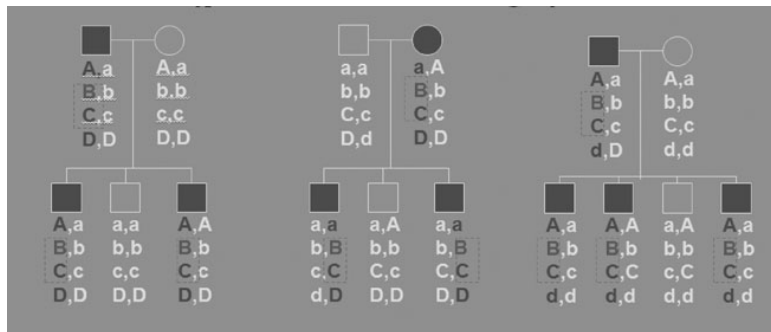 A,a A,a
B,b b,b
C,c c,c
D,D D,D
A,a a,a A,A
B,b b,b B,b
C,c c,c C,c
D,D D,D D,D
a,a a,A
b,b B,b
C,c C,c
D,d D,D
a,a a,A a,a
b,B b,b b,B
c,C C,c C,C
d,D D,D D,D
A,a A,a
B,b b,b
C,c C,c
d,D d,d
A,a A,A a,A A,a
B,b B,b b,b B,b
C,c C,C c,C C,c
d,d d,d d,d d,d